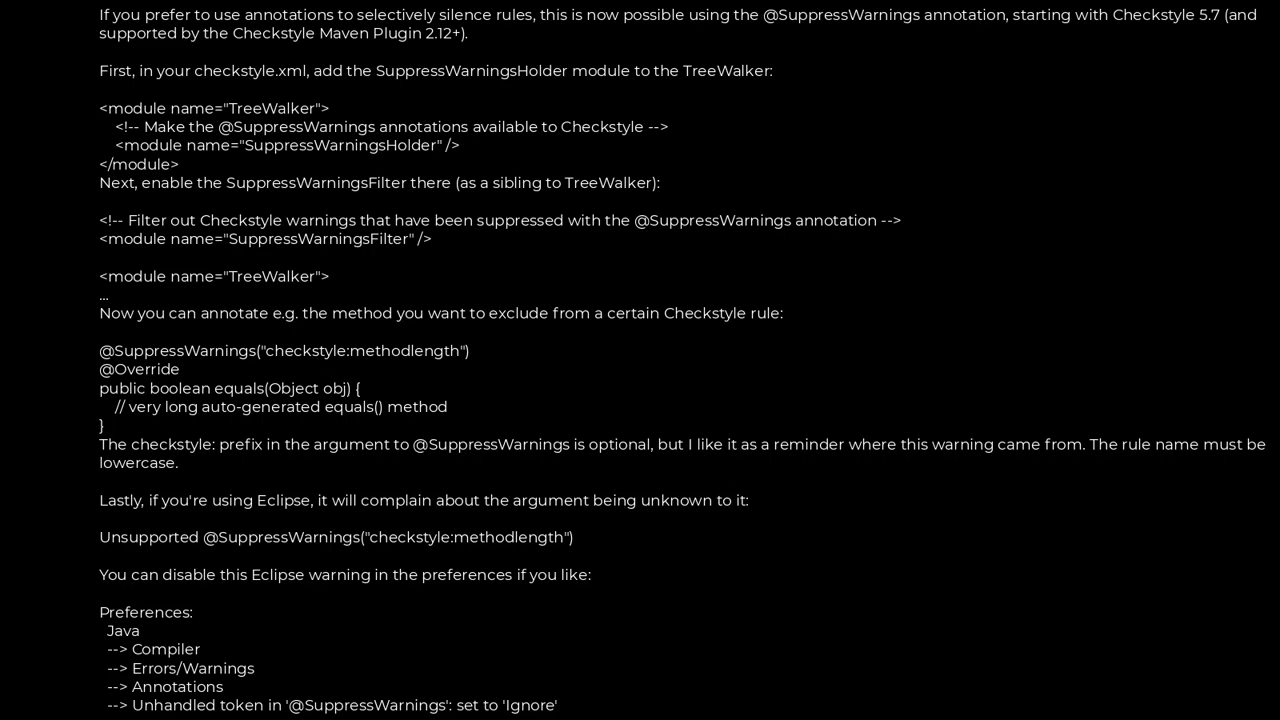 If you prefer to use annotations to selectively silence rules, this is now possible using the @SuppressWarnings annotation, starting with Checkstyle 5.7 (and
supported by the Checkstyle Maven Plugin 2.12+).
First, in your checkstyle.xml, add the SuppressWarningsHolder module to the TreeWalker:
<module name="TreeWalker">
<!-- Make the @SuppressWarnings annotations available to Checkstyle -->
<module name="SuppressWarningsHolder" />
</module>
Next, enable the SuppressWarningsFilter there (as a sibling to TreeWalker):
<!-- Filter out Checkstyle warnings that have been suppressed with the @SuppressWarnings annotation -->
<module name="SuppressWarningsFilter" />
<module name="TreeWalker">
...
Now you can annotate e.g. the method you want to exclude from a certain Checkstyle rule:
@SuppressWarnings("checkstyle:methodlength")
@Override
public boolean equals(Object obj) {
// very long auto-generated equals() method
}
The checkstyle: prefix in the argument to @SuppressWarnings is optional, but I like it as a reminder where this warning came from. The rule name must be
lowercase.
Lastly, if you're using Eclipse, it will complain about the argument being unknown to it:
Unsupported @SuppressWarnings("checkstyle:methodlength")
You can disable this Eclipse warning in the preferences if you like:
Preferences:
Java
--> Compiler
--> Errors/Warnings
--> Annotations
--> Unhandled token in '@SuppressWarnings': set to 'Ignore'